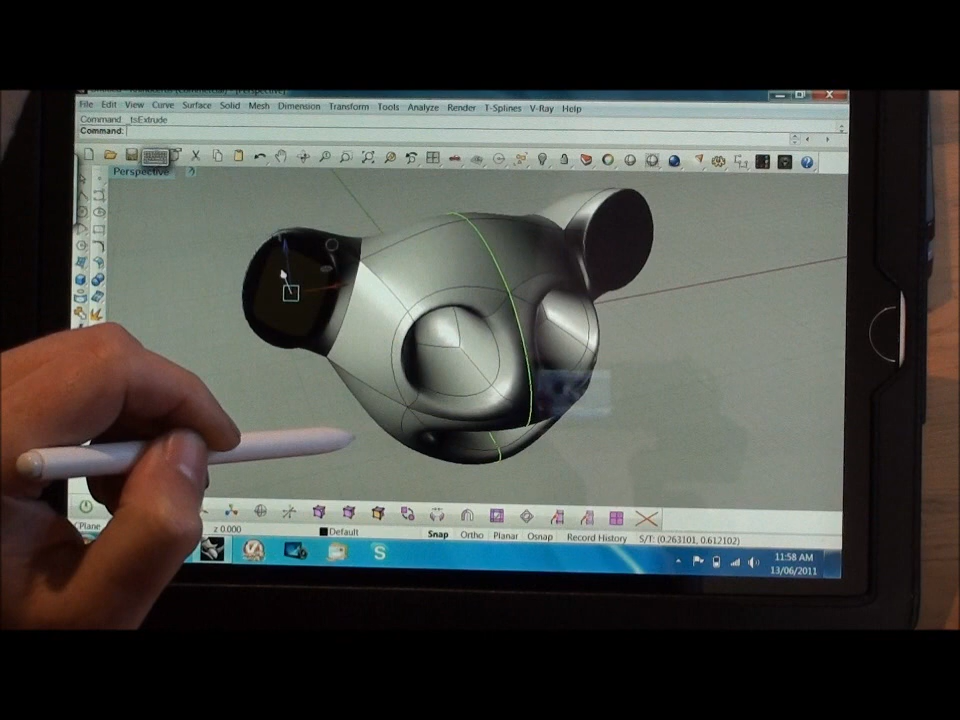 File Edit View Curve Surface Solid Mesh Dimension Transform Tools Analyze Render T-Splines V-Ray Help
Command: _tsExtrude
Command:
Perspective
CPlane z 0.000 Default Snap Ortho Planar Osnap Record History S/T: (0.263101, 0.612102)
S
11:58 AM
13/06/2011